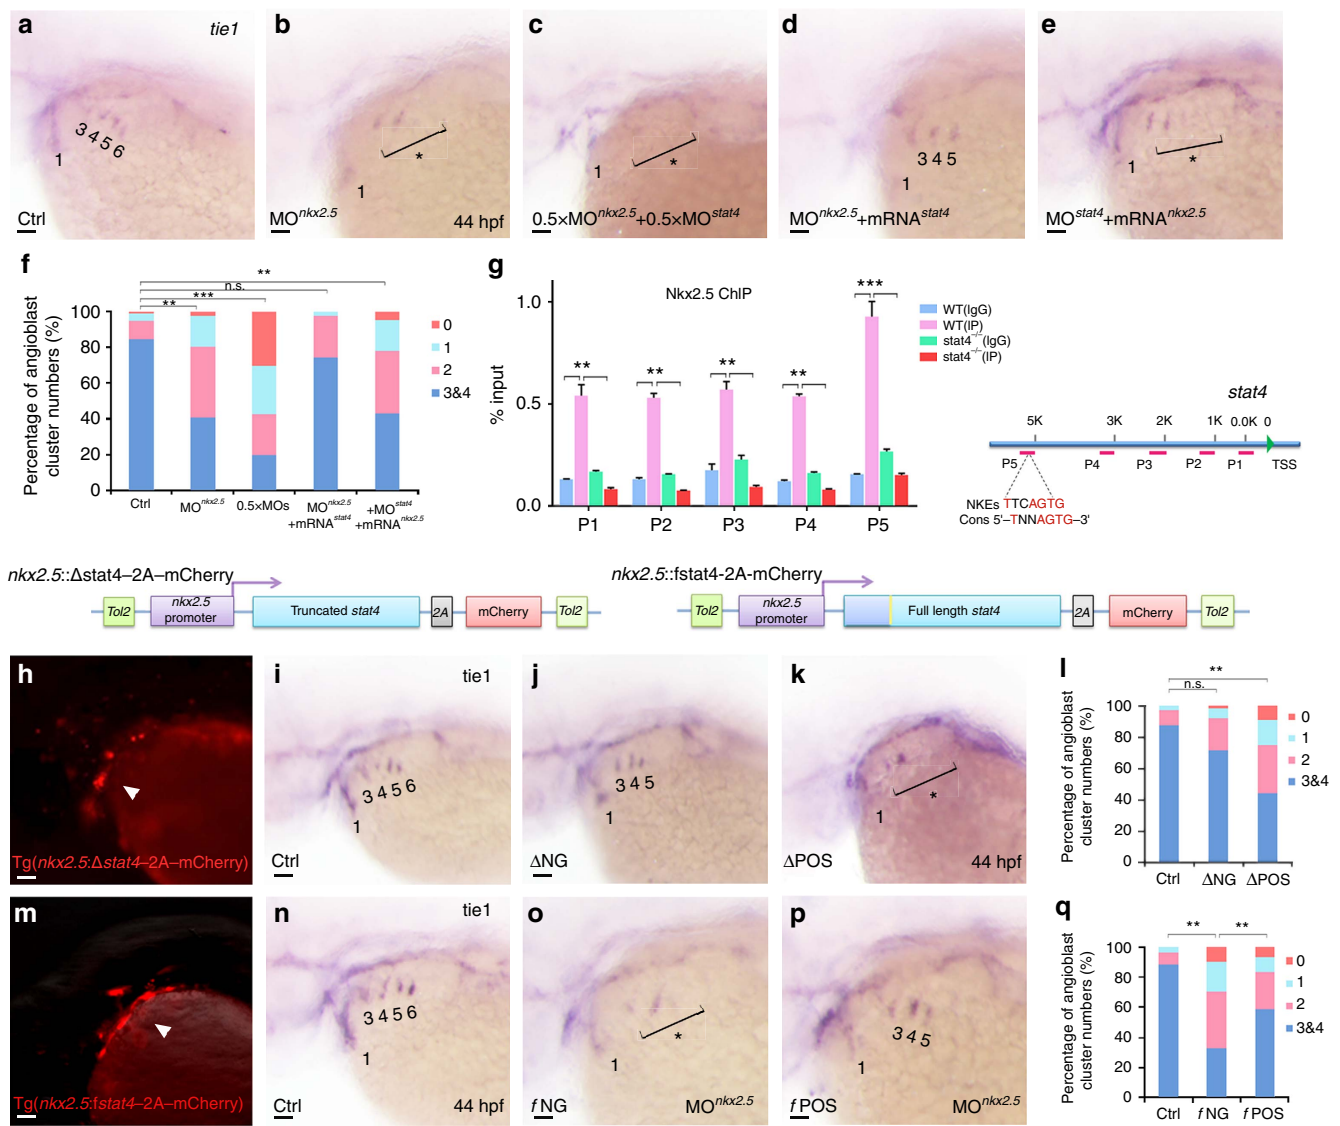 a
tie1
3 4 5 6
1
Ctrl
b
*
1
MOnkx2.5
44 hpf
c
1
*
0.5×MOnkx2.5+0.5×MOstat4
d
3 4 5
1
MOnkx2.5+mRNAstat4
e
1
*
MOstat4+mRNAnkx2.5
f
Percentage of angioblast
cluster numbers (%)
100
80
60
40
20
0
**
n.s.
***
**
0
1
2
3&4
Ctrl
MOnkx2.5
0.5×MOs
MOnkx2.5
+mRNAstat4
+MOstat4
+mRNAnkx2.5
g
Nkx2.5 ChIP
% input
1.0
0.5
0.0
**
**
**
**
***
P1
P2
P3
P4
P5
WT(IgG)
WT(IP)
stat4−/−(IgG)
stat4−/−(IP)
stat4
5K
3K
2K
1K
0.0K
0
P5
P4
P3
P2
P1
TSS
NKEs TTCAGTG
Cons 5'–TNNAGTG–3'
nkx2.5::Δstat4–2A–mCherry
Tol2
nkx2.5
promoter
Truncated stat4
2A
mCherry
Tol2
nkx2.5::fstat4-2A-mCherry
Tol2
nkx2.5
promoter
Full length stat4
2A
mCherry
Tol2
h
Tg(nkx2.5:Δstat4–2A–mCherry)
i
tie1
3 4 5 6
1
Ctrl
j
3 4 5
1
ΔNG
k
1
*
ΔPOS
44 hpf
l
Percentage of angioblast
cluster numbers (%)
100
80
60
40
20
0
**
n.s.
0
1
2
3&4
Ctrl
ΔNG
ΔPOS
m
Tg(nkx2.5:fstat4–2A–mCherry)
n
tie1
3 4 5 6
1
Ctrl
44 hpf
o
*
1
f NG
MOnkx2.5
p
3 4 5
1
f POS
MOnkx2.5
q
Percentage of angioblast
cluster numbers (%)
100
80
60
40
20
0
**
**
0
1
2
3&4
Ctrl
f NG
f POS